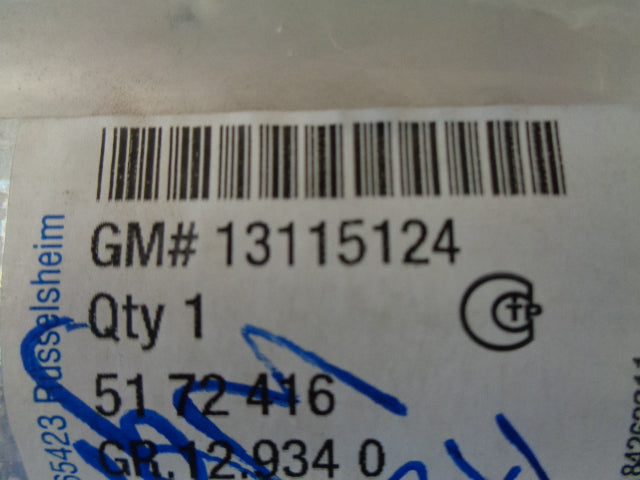 GM# 13115124
Qty 1
51 72 416
GR.12.934 0
65423 Rüsselsheim